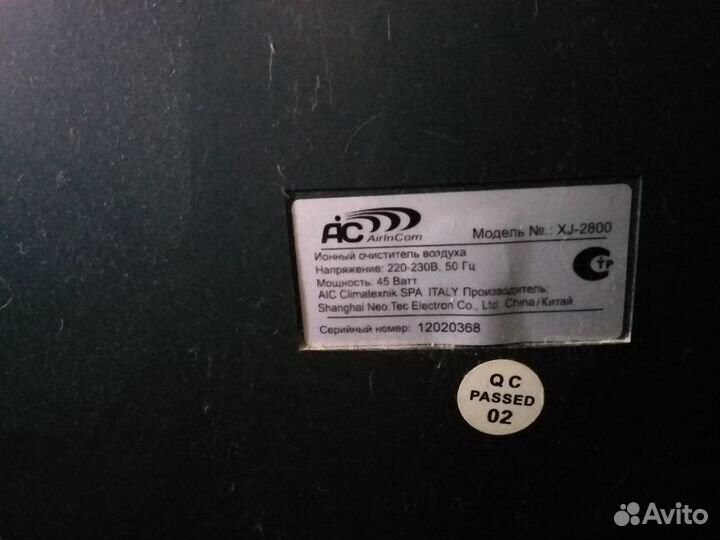 AIC AirInCom
Модель №.: XJ-2800
Ионный очиститель воздуха
Напряжение: 220-230В, 50 Гц
Мощность: 45 Ватт
AIC Climatexnik SPA ITALY Производитель:
Shanghai Neo Tec Electron Co., Ltd. China/Китай
Серийный номер: 12020368
СТР
QC
PASSED
02
Avito